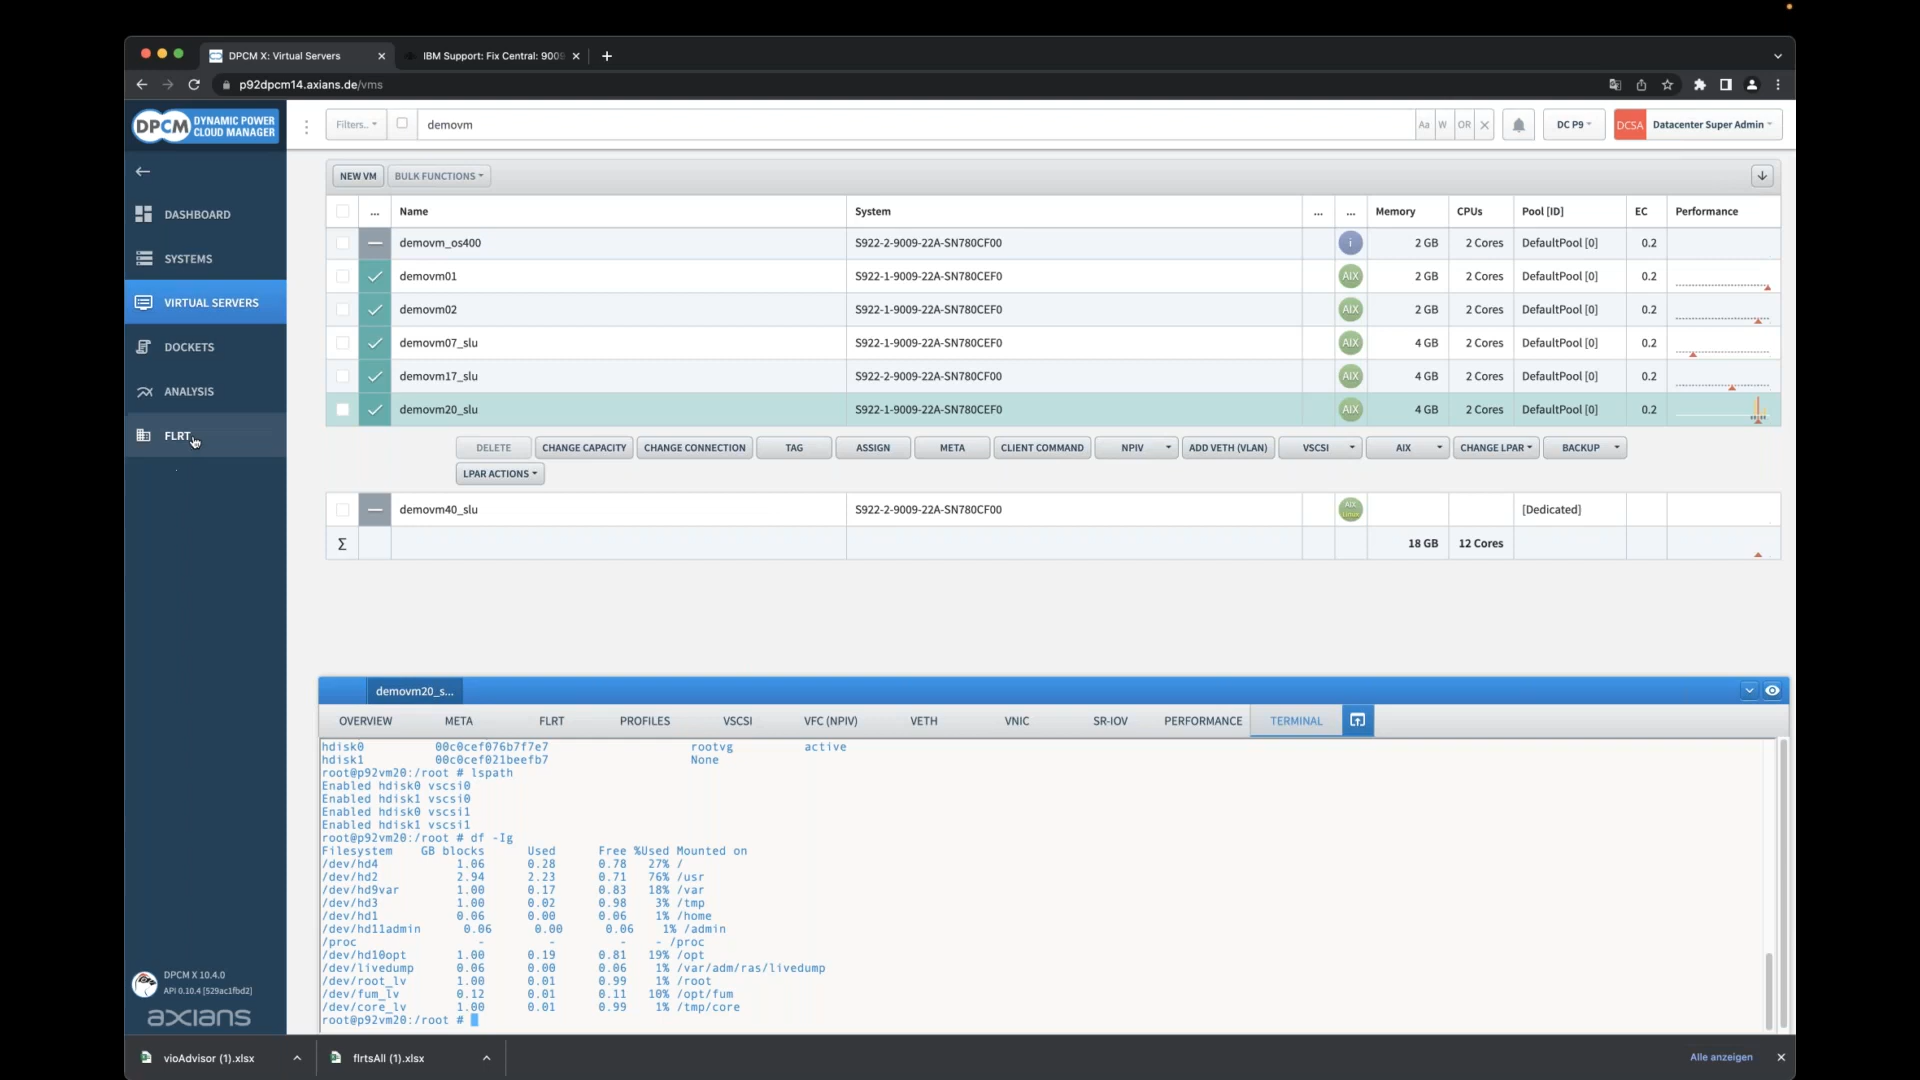 DPCM X: Virtual Servers
IBM Support: Fix Central: 9009
p92dpcm14.axians.de/vms
DPCM DYNAMIC POWER CLOUD MANAGER
Filters..
demovm
Aa W OR
DC P9
DCSA Datacenter Super Admin
DASHBOARD
SYSTEMS
VIRTUAL SERVERS
DOCKETS
ANALYSIS
FLRT
NEW VM BULK FUNCTIONS
... Name System ... ... Memory CPUs Pool [ID] EC Performance
demovm_os400 S922-2-9009-22A-SN780CF00 i 2 GB 2 Cores DefaultPool [0] 0.2
demovm01 S922-1-9009-22A-SN780CEF0 AIX 2 GB 2 Cores DefaultPool [0] 0.2
demovm02 S922-1-9009-22A-SN780CEF0 AIX 2 GB 2 Cores DefaultPool [0] 0.2
demovm07_slu S922-1-9009-22A-SN780CEF0 AIX 4 GB 2 Cores DefaultPool [0] 0.2
demovm17_slu S922-1-9009-22A-SN780CEF0 AIX 4 GB 2 Cores DefaultPool [0] 0.2
demovm20_slu S922-1-9009-22A-SN780CEF0 AIX 4 GB 2 Cores DefaultPool [0] 0.2
DELETE CHANGE CAPACITY CHANGE CONNECTION TAG ASSIGN META CLIENT COMMAND NPIV ADD VETH (VLAN) VSCSI AIX CHANGE LPAR BACKUP
LPAR ACTIONS
demovm40_slu S922-2-9009-22A-SN780CF00 AIX Linux [Dedicated]
Σ 18 GB 12 Cores
demovm20_s...
OVERVIEW META FLRT PROFILES VSCSI VFC (NPIV) VETH VNIC SR-IOV PERFORMANCE TERMINAL
hdisk0 00c0cef076b7f7e7 rootvg active
hdisk1 00c0cef021beefb7 None
root@p92vm20:/root # lspath
Enabled hdisk0 vscsi0
Enabled hdisk1 vscsi0
Enabled hdisk0 vscsi1
Enabled hdisk1 vscsi1
root@p92vm20:/root # df -Ig
Filesystem GB blocks Used Free %Used Mounted on
/dev/hd4 1.06 0.28 0.78 27% /
/dev/hd2 2.94 2.23 0.71 76% /usr
/dev/hd9var 1.00 0.17 0.83 18% /var
/dev/hd3 1.00 0.02 0.98 3% /tmp
/dev/hd1 0.06 0.00 0.06 1% /home
/dev/hd11admin 0.06 0.00 0.06 1% /admin
/proc - - - - /proc
/dev/hd10opt 1.00 0.19 0.81 19% /opt
/dev/livedump 0.06 0.00 0.06 1% /var/adm/ras/livedump
/dev/root_lv 1.00 0.01 0.99 1% /root
/dev/fum_lv 0.12 0.01 0.11 10% /opt/fum
/dev/core_lv 1.00 0.01 0.99 1% /tmp/core
root@p92vm20:/root #
DPCM X 10.4.0
API 0.10.4 [529ac1fbd2]
axians
vioAdvisor (1).xlsx
flrtsAll (1).xlsx
Alle anzeigen